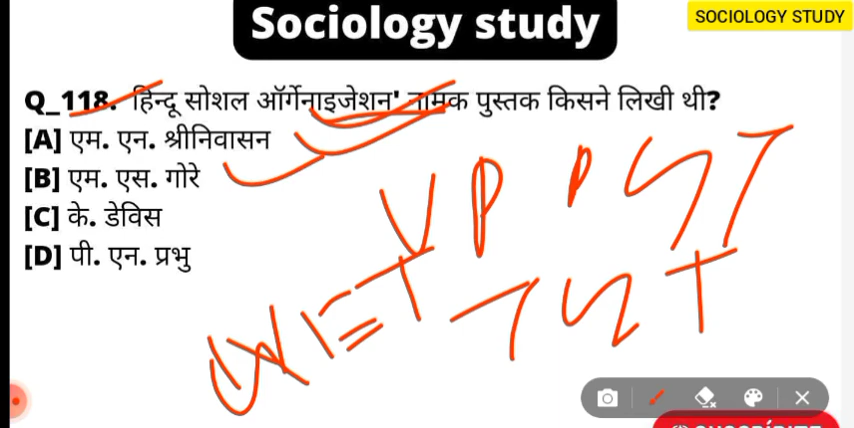 Sociology study
SOCIOLOGY STUDY
Q_118. हिन्दू सोशल ऑर्गेनाइजेशन' नामक पुस्तक किसने लिखी थी?
[A] एम. एन. श्रीनिवासन
[B] एम. एस. गोरे
[C] के. डेविस
[D] पी. एन. प्रभु
NET